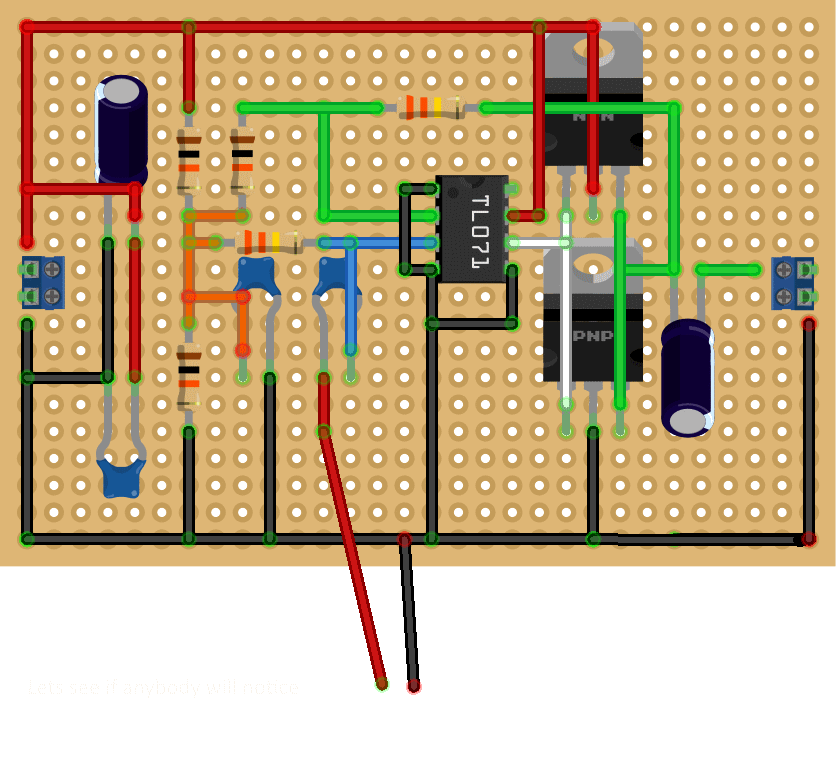 NPN
TL071
PNP
Lets see if anybody will notice